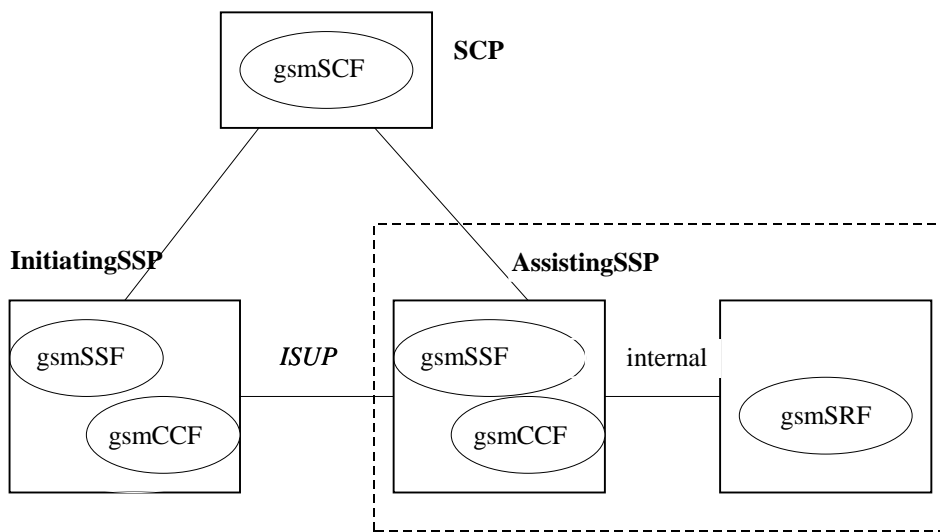 gsmSCF
SCP
InitiatingSSP
AssistingSSP
gsmSSF
ISUP
gsmSSF
internal
gsmCCF
gsmCCF
gsmSRF